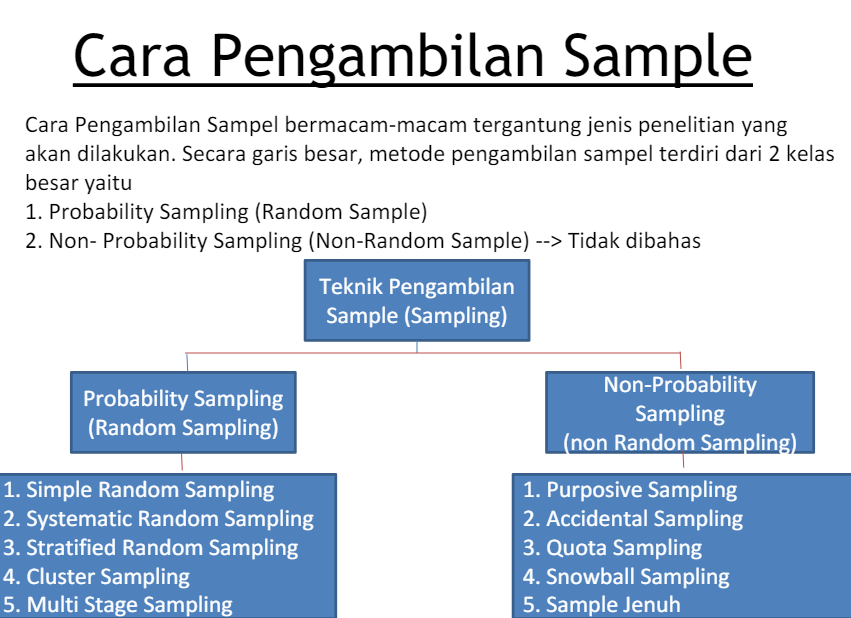 Cara Pengambilan Sample
Cara Pengambilan Sampel bermacam-macam tergantung jenis penelitian yang
akan dilakukan. Secara garis besar, metode pengambilan sampel terdiri dari 2 kelas
besar yaitu
1. Probability Sampling (Random Sample)
2. Non- Probability Sampling (Non-Random Sample) --> Tidak dibahas
Teknik Pengambilan
Sample (Sampling)
Probability Sampling
(Random Sampling)
Non-Probability
Sampling
(non Random Sampling)
1. Simple Random Sampling
2. Systematic Random Sampling
3. Stratified Random Sampling
4. Cluster Sampling
5. Multi Stage Sampling
1. Purposive Sampling
2. Accidental Sampling
3. Quota Sampling
4. Snowball Sampling
5. Sample Jenuh